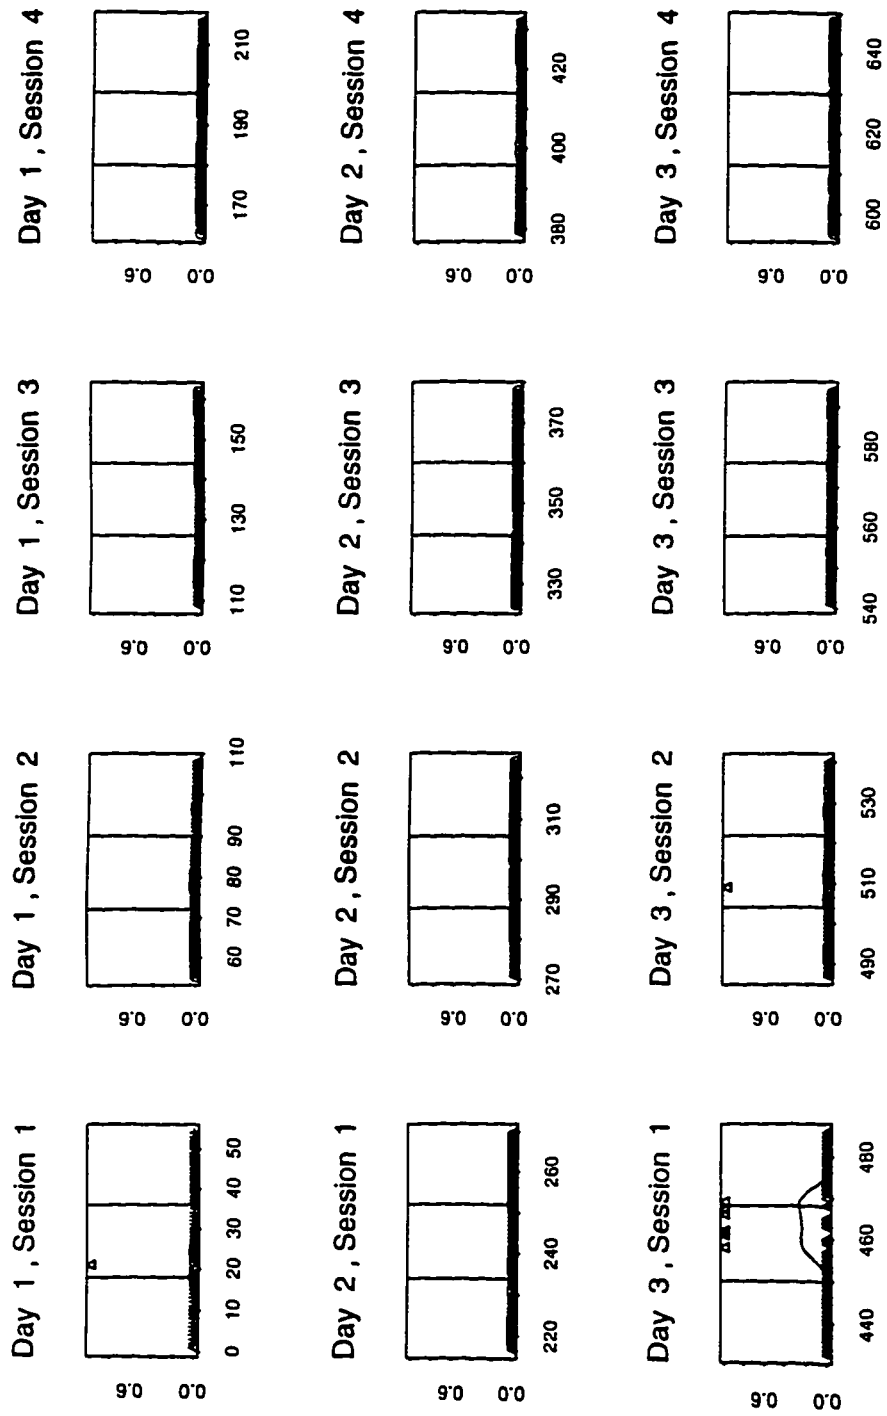 Day 1, Session 1
0.6
0.0
0 10 20 30 40 50
Day 1, Session 2
0.6
0.0
60 70 80 90 110
Day 1, Session 3
0.6
0.0
110 130 150
Day 1, Session 4
0.6
0.0
170 190 210
Day 2, Session 1
0.6
0.0
220 240 260
Day 2, Session 2
0.6
0.0
270 290 310
Day 2, Session 3
0.6
0.0
330 350 370
Day 2, Session 4
0.6
0.0
380 400 420
Day 3, Session 1
0.6
0.0
440 460 480
Day 3, Session 2
0.6
0.0
490 510 530
Day 3, Session 3
0.6
0.0
540 560 580
Day 3, Session 4
0.6
0.0
600 620 640